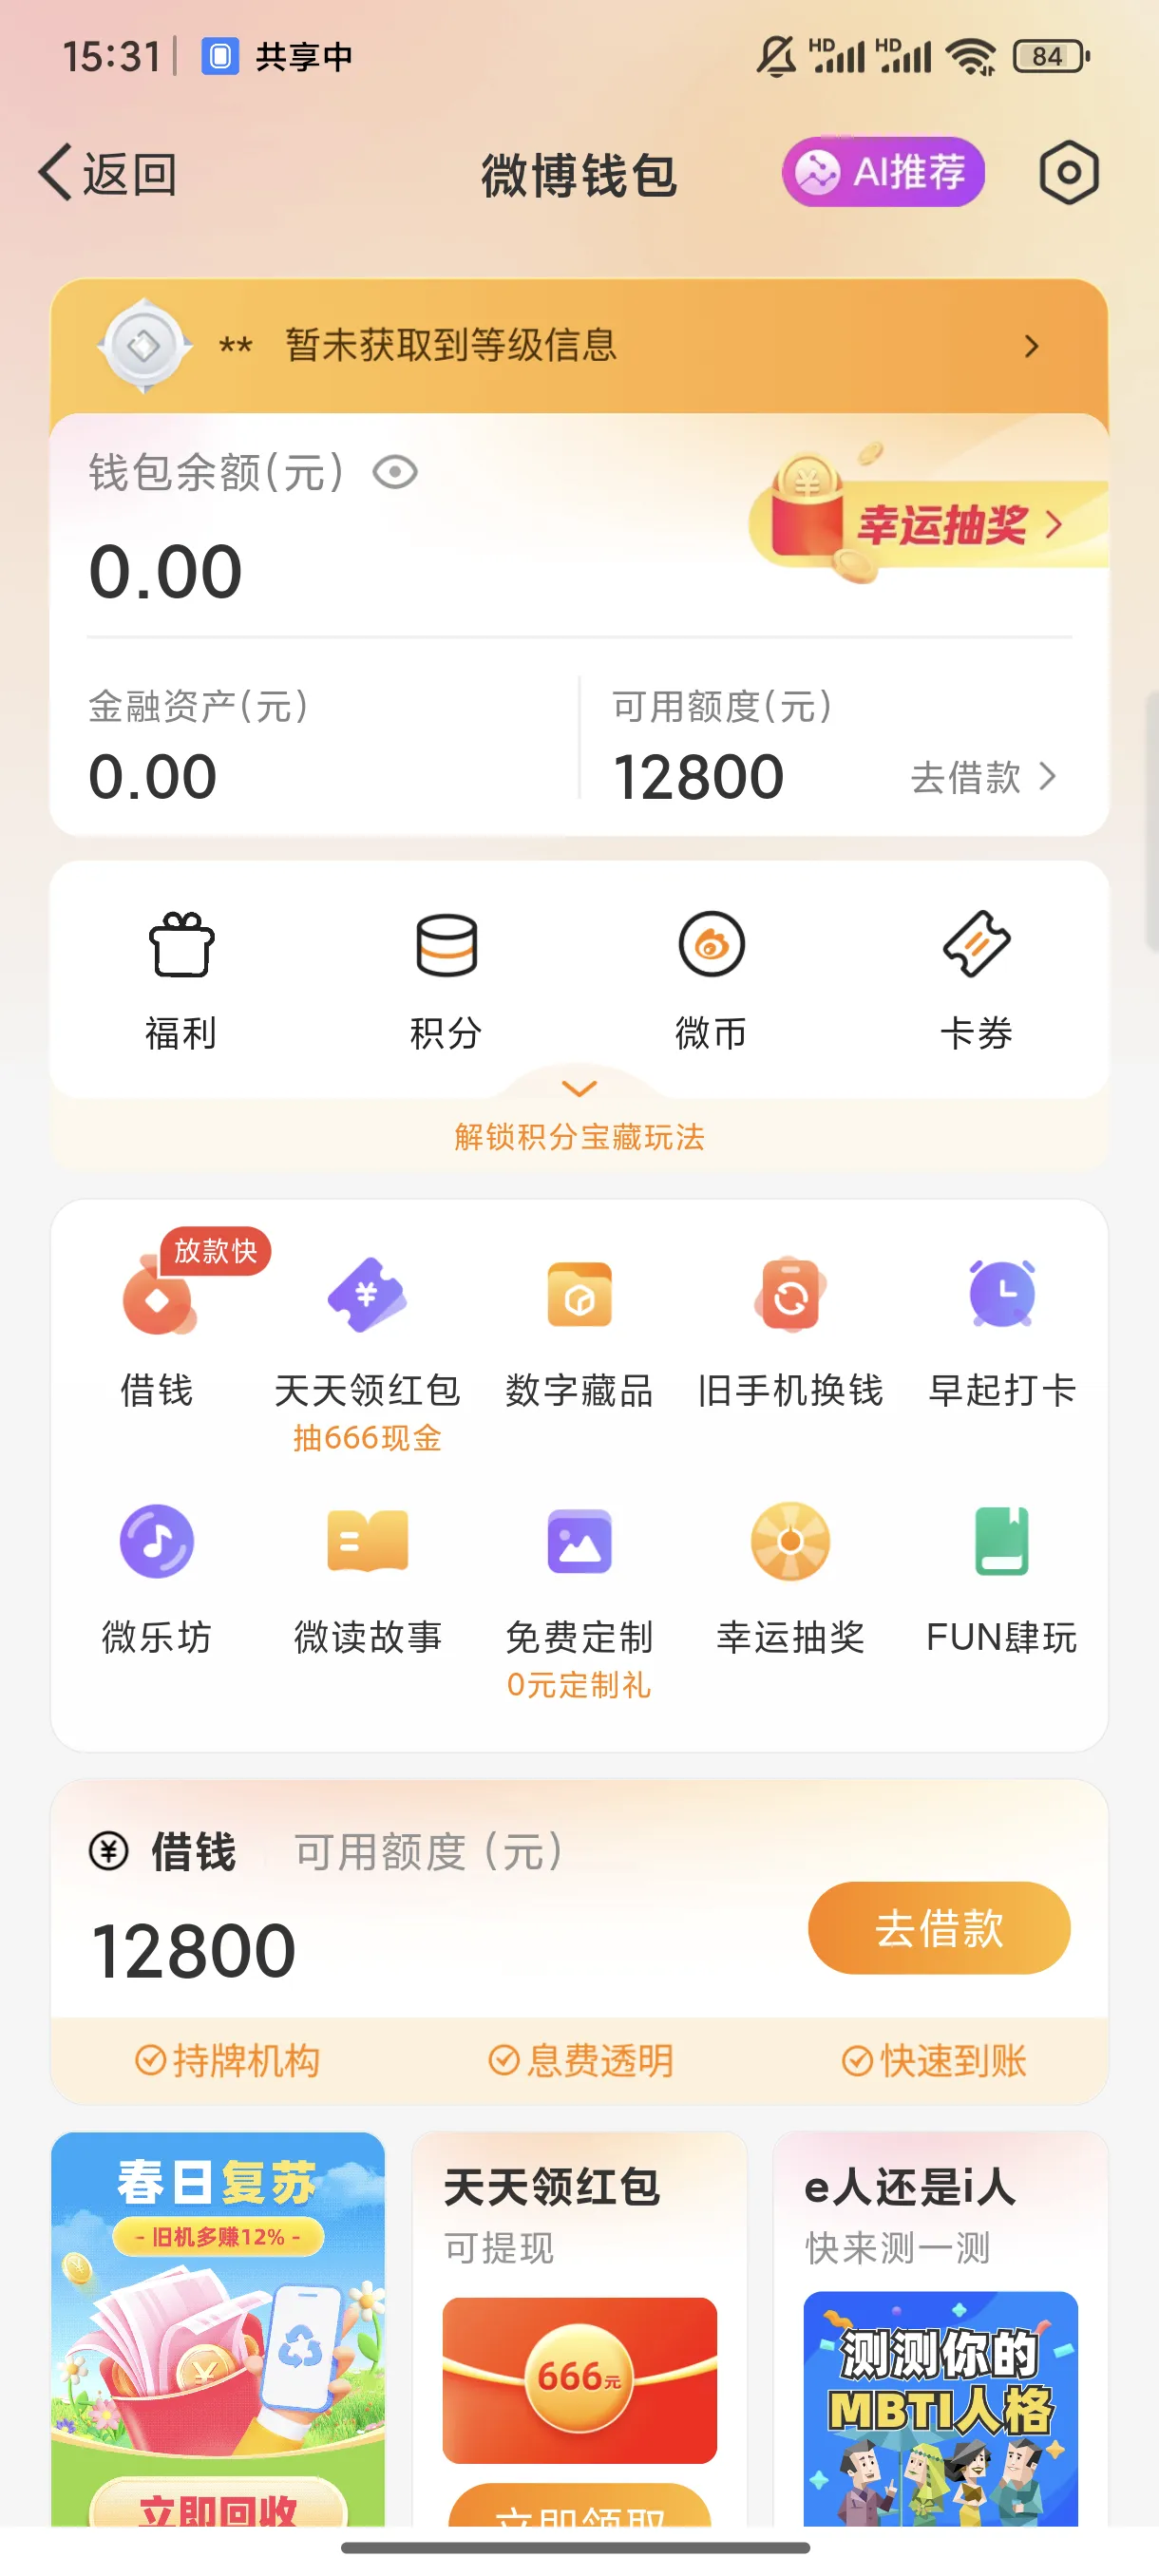 15:31
共享中
HD HD
84
返回
微博钱包
AI推荐
** 暂未获取到等级信息
钱包余额(元)
0.00
幸运抽奖
金融资产(元)
0.00
可用额度(元)
12800
去借款
福利
积分
微币
卡券
解锁积分宝藏玩法
放款快
借钱
天天领红包
抽666现金
数字藏品
旧手机换钱
早起打卡
微乐坊
微读故事
免费定制
0元定制礼
幸运抽奖
FUN肆玩
借钱
可用额度 (元)
12800
去借款
持牌机构
息费透明
快速到账
春日复苏
- 旧机多赚12% -
立即回收
天天领红包
可提现
666元
立即领取
e人还是i人
快来测一测
测测你的
MBTI人格